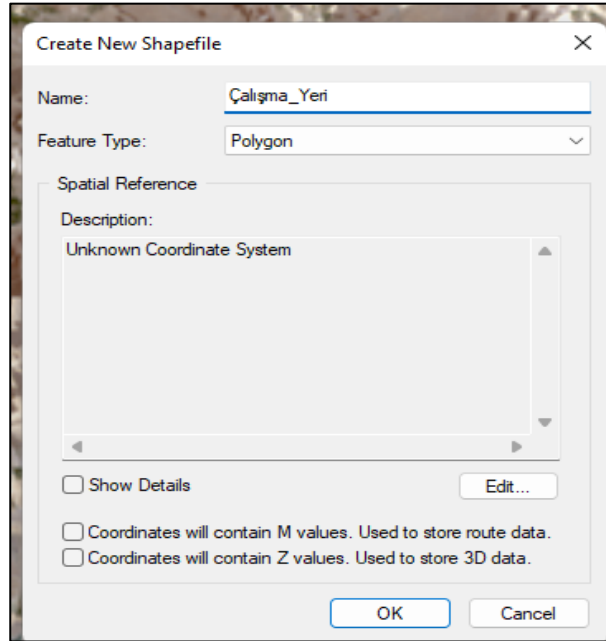 Create New Shapefile
Name: Çalışma_Yeri
Feature Type: Polygon
Spatial Reference
Description:
Unknown Coordinate System
Show Details
Edit...
Coordinates will contain M values. Used to store route data.
Coordinates will contain Z values. Used to store 3D data.
OK Cancel